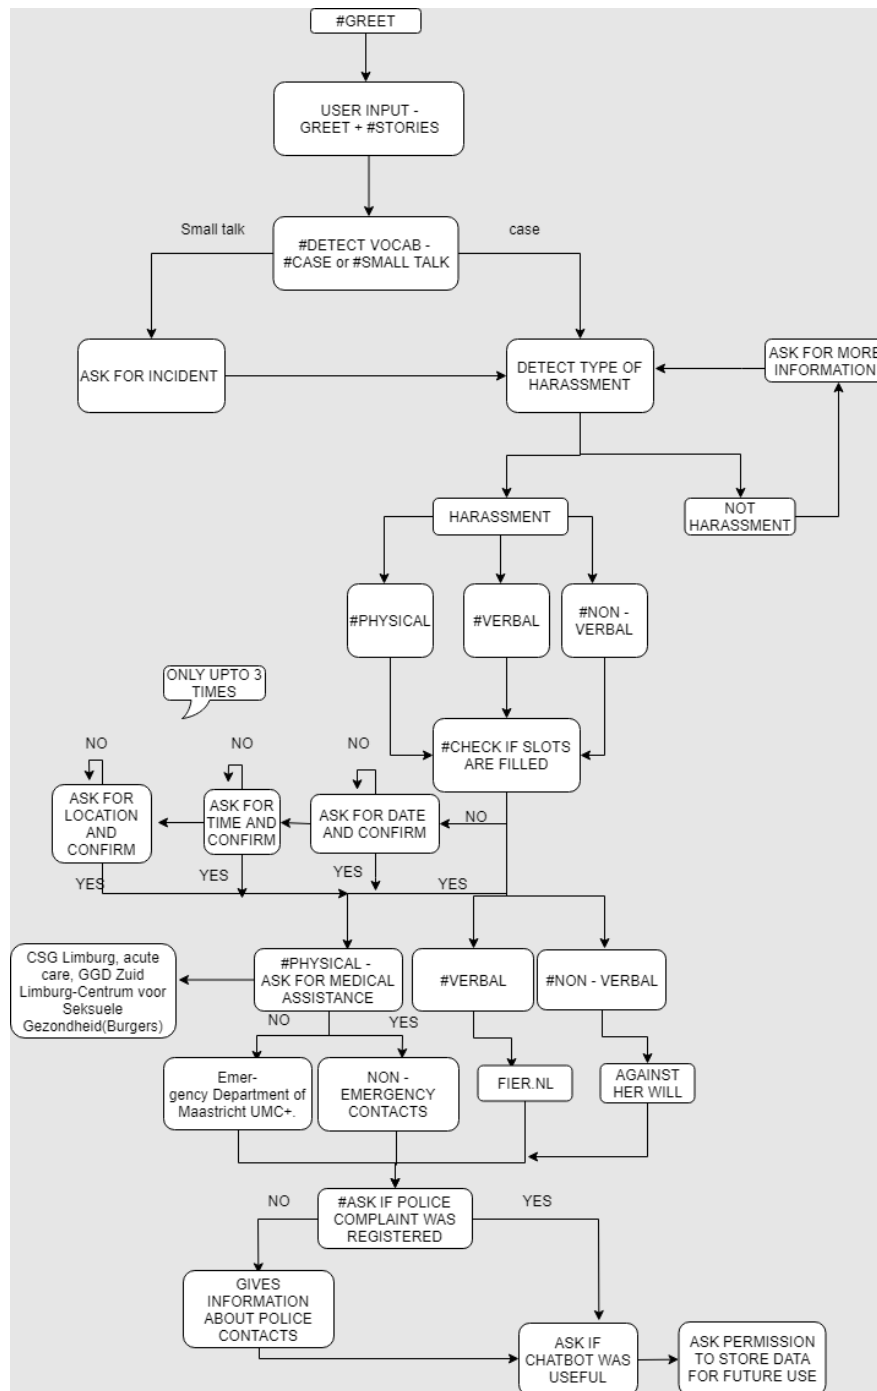 #GREET
USER INPUT -
GREET + #STORIES
Small talk
case
#DETECT VOCAB -
#CASE or #SMALL TALK
ASK FOR INCIDENT
DETECT TYPE OF
HARASSMENT
ASK FOR MORE
INFORMATION
HARASSMENT
NOT
HARASSMENT
#PHYSICAL
#VERBAL
#NON -
VERBAL
ONLY UPTO 3
TIMES
#CHECK IF SLOTS
ARE FILLED
NO
NO
NO
ASK FOR
LOCATION
AND
CONFIRM
ASK FOR
TIME AND
CONFIRM
ASK FOR DATE
AND CONFIRM
NO
YES
YES
YES
YES
CSG Limburg, acute
care, GGD Zuid
Limburg-Centrum voor
Seksuele
Gezondheid(Burgers)
#PHYSICAL -
ASK FOR MEDICAL
ASSISTANCE
#VERBAL
#NON - VERBAL
NO
YES
Emer-
gency Department of
Maastricht UMC+.
NON -
EMERGENCY
CONTACTS
FIER.NL
AGAINST
HER WILL
NO
#ASK IF POLICE
COMPLAINT WAS
REGISTERED
YES
GIVES
INFORMATION
ABOUT POLICE
CONTACTS
ASK IF
CHATBOT WAS
USEFUL
ASK PERMISSION
TO STORE DATA
FOR FUTURE USE